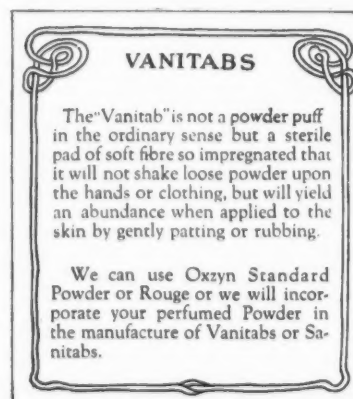 VANITABS
The "Vanitab" is not a powder puff
in the ordinary sense but a sterile
pad of soft fibre so impregnated that
it will not shake loose powder upon
the hands or clothing, but will yield
an abundance when applied to the
skin by gently patting or rubbing.
We can use Oxzyn Standard
Powder or Rouge or we will incor-
porate your perfumed Powder in
the manufacture of Vanitabs or Sa-
nitabs.